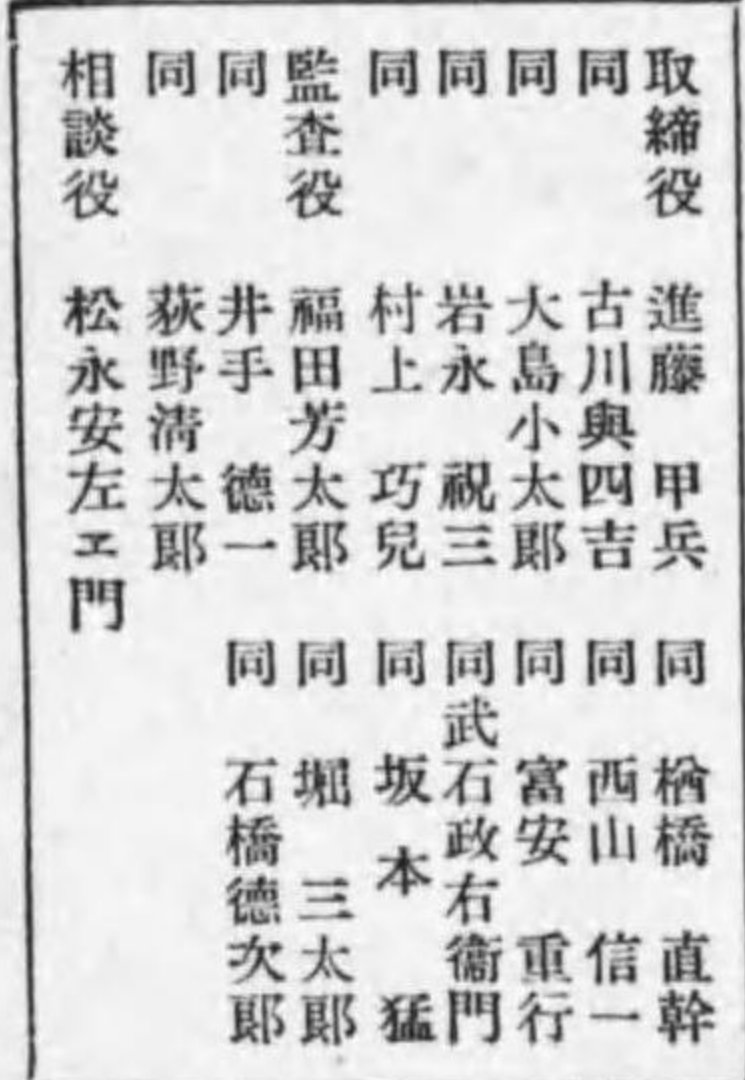 取締役 進藤 甲兵 同 楢橋 直幹
同 古川與四吉 同 西山 信一
同 大島小太郎 同 富安 重行
同 岩永 祝三 同 武石政右衞門
同 村上 巧兒 同 坂本 猛
監査役 福田芳太郎 同 堀 三太郎
同 井手 德一 同 石橋德次郎
同 荻野淸太郎
相談役 松永安左ヱ門